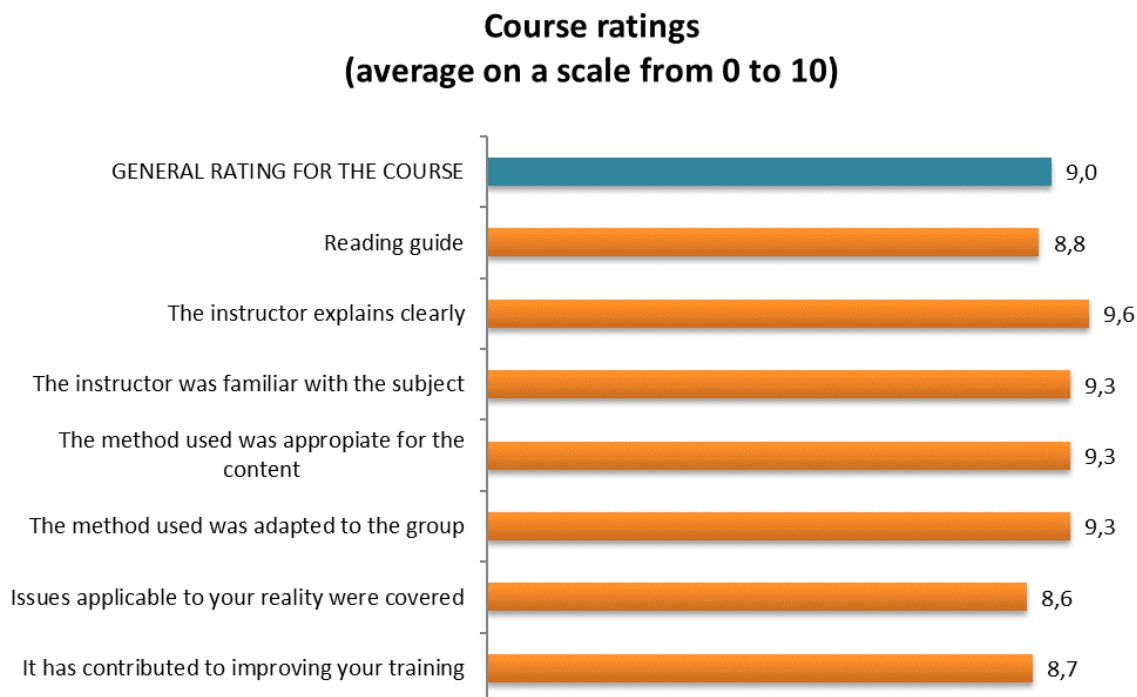 Course ratings
(average on a scale from 0 to 10)
GENERAL RATING FOR THE COURSE 9,0
Reading guide 8,8
The instructor explains clearly 9,6
The instructor was familiar with the subject 9,3
The method used was appropiate for the
content 9,3
The method used was adapted to the group 9,3
Issues applicable to your reality were covered 8,6
It has contributed to improving your training 8,7